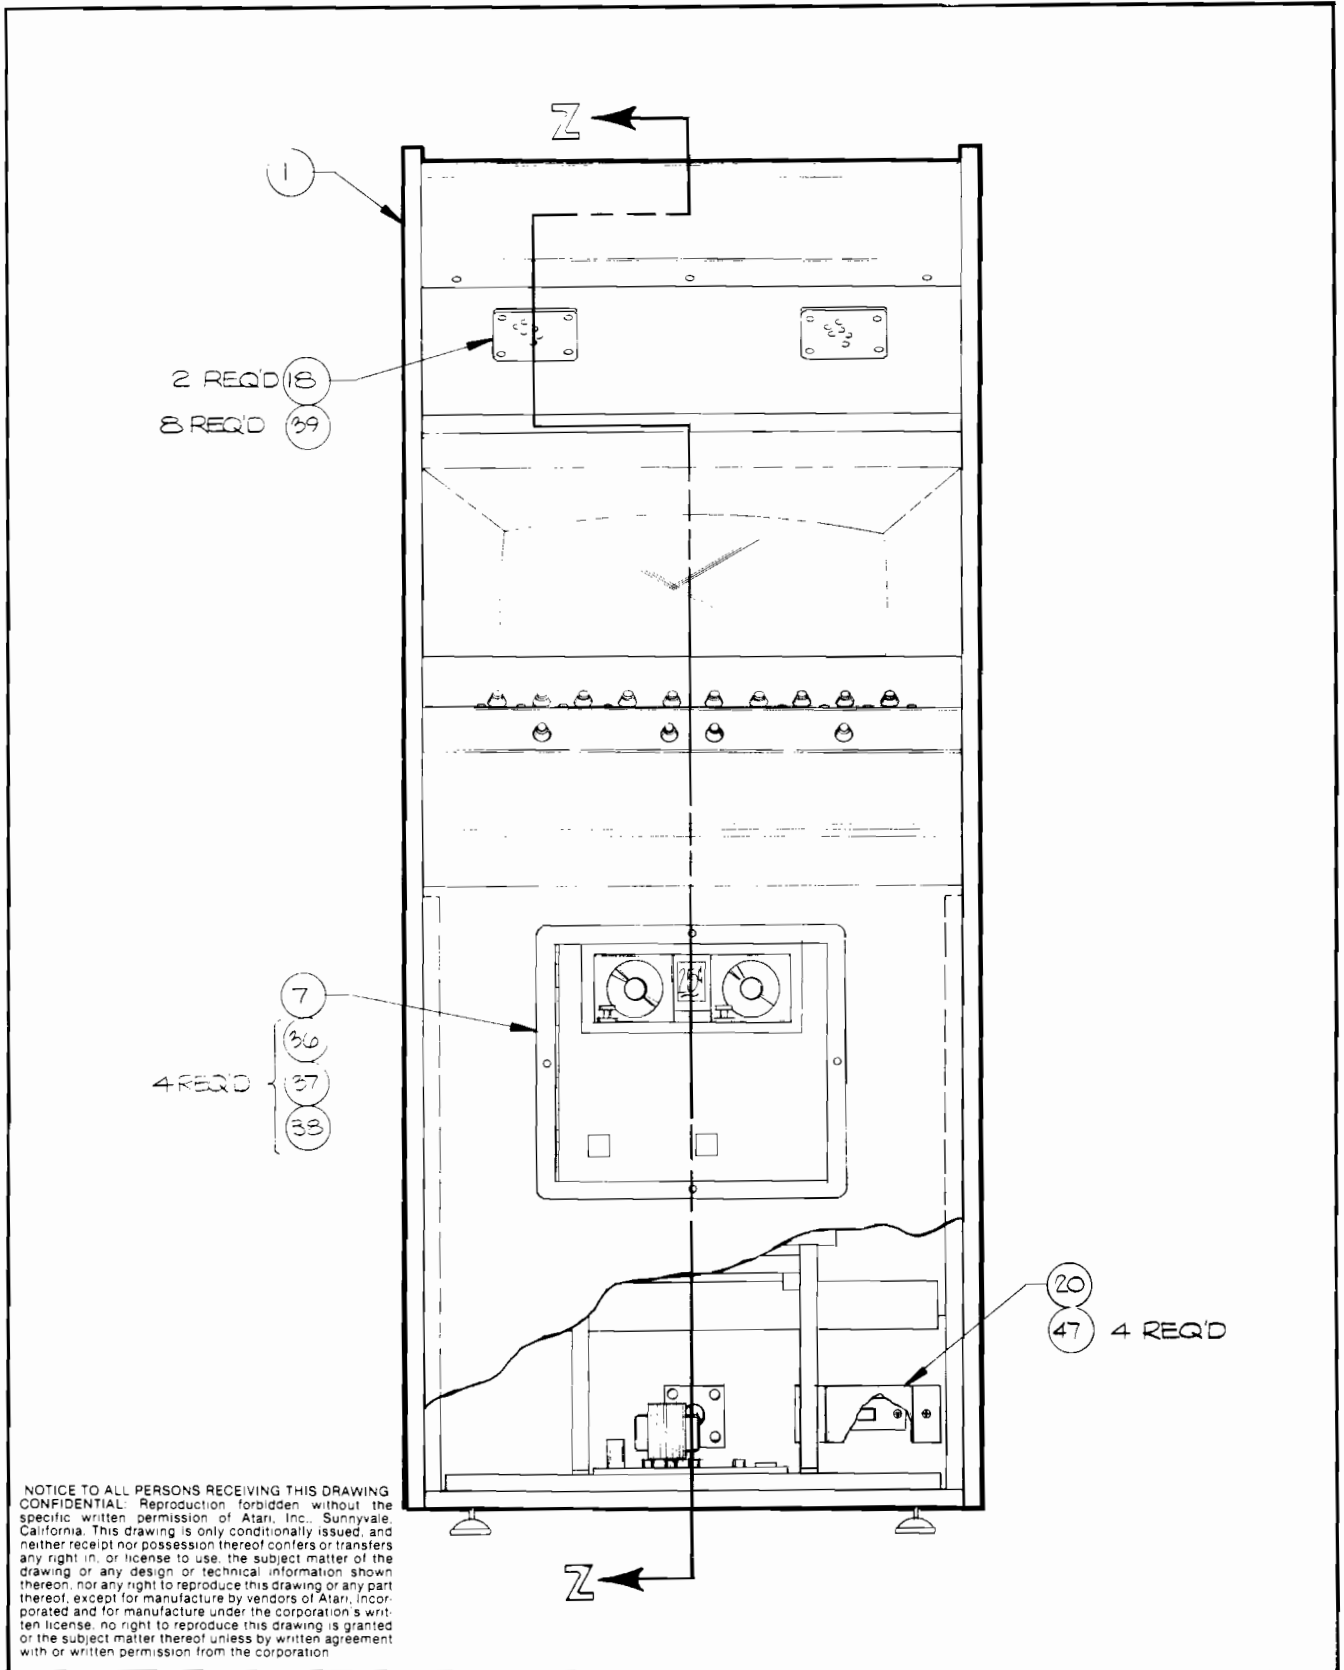 Z
1
2 REQ'D 18
8 REQ'D 39
25¢
7
36
4 REQ'D 37
38
20
47 4 REQ'D
NOTICE TO ALL PERSONS RECEIVING THIS DRAWING
CONFIDENTIAL: Reproduction forbidden without the
specific written permission of Atari, Inc., Sunnyvale,
California. This drawing is only conditionally issued, and
neither receipt nor possession thereof confers or transfers
any right in, or license to use, the subject matter of the
drawing or any design or technical information shown
thereon, nor any right to reproduce this drawing or any part
thereof, except for manufacture by vendors of Atari, Incor-
porated and for manufacture under the corporation's writ-
ten license, no right to reproduce this drawing is granted
or the subject matter thereof unless by written agreement
with or written permission from the corporation
Z